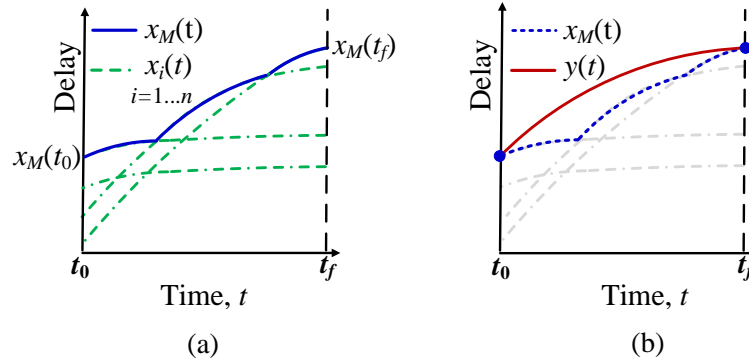 x_M(t)
x_i(t)
i=1...n
x_M(t_f)
Delay
x_M(t_0)
t_0
t_f
Time, t
(a)
x_M(t)
y(t)
Delay
t_0
t_f
Time, t
(b)